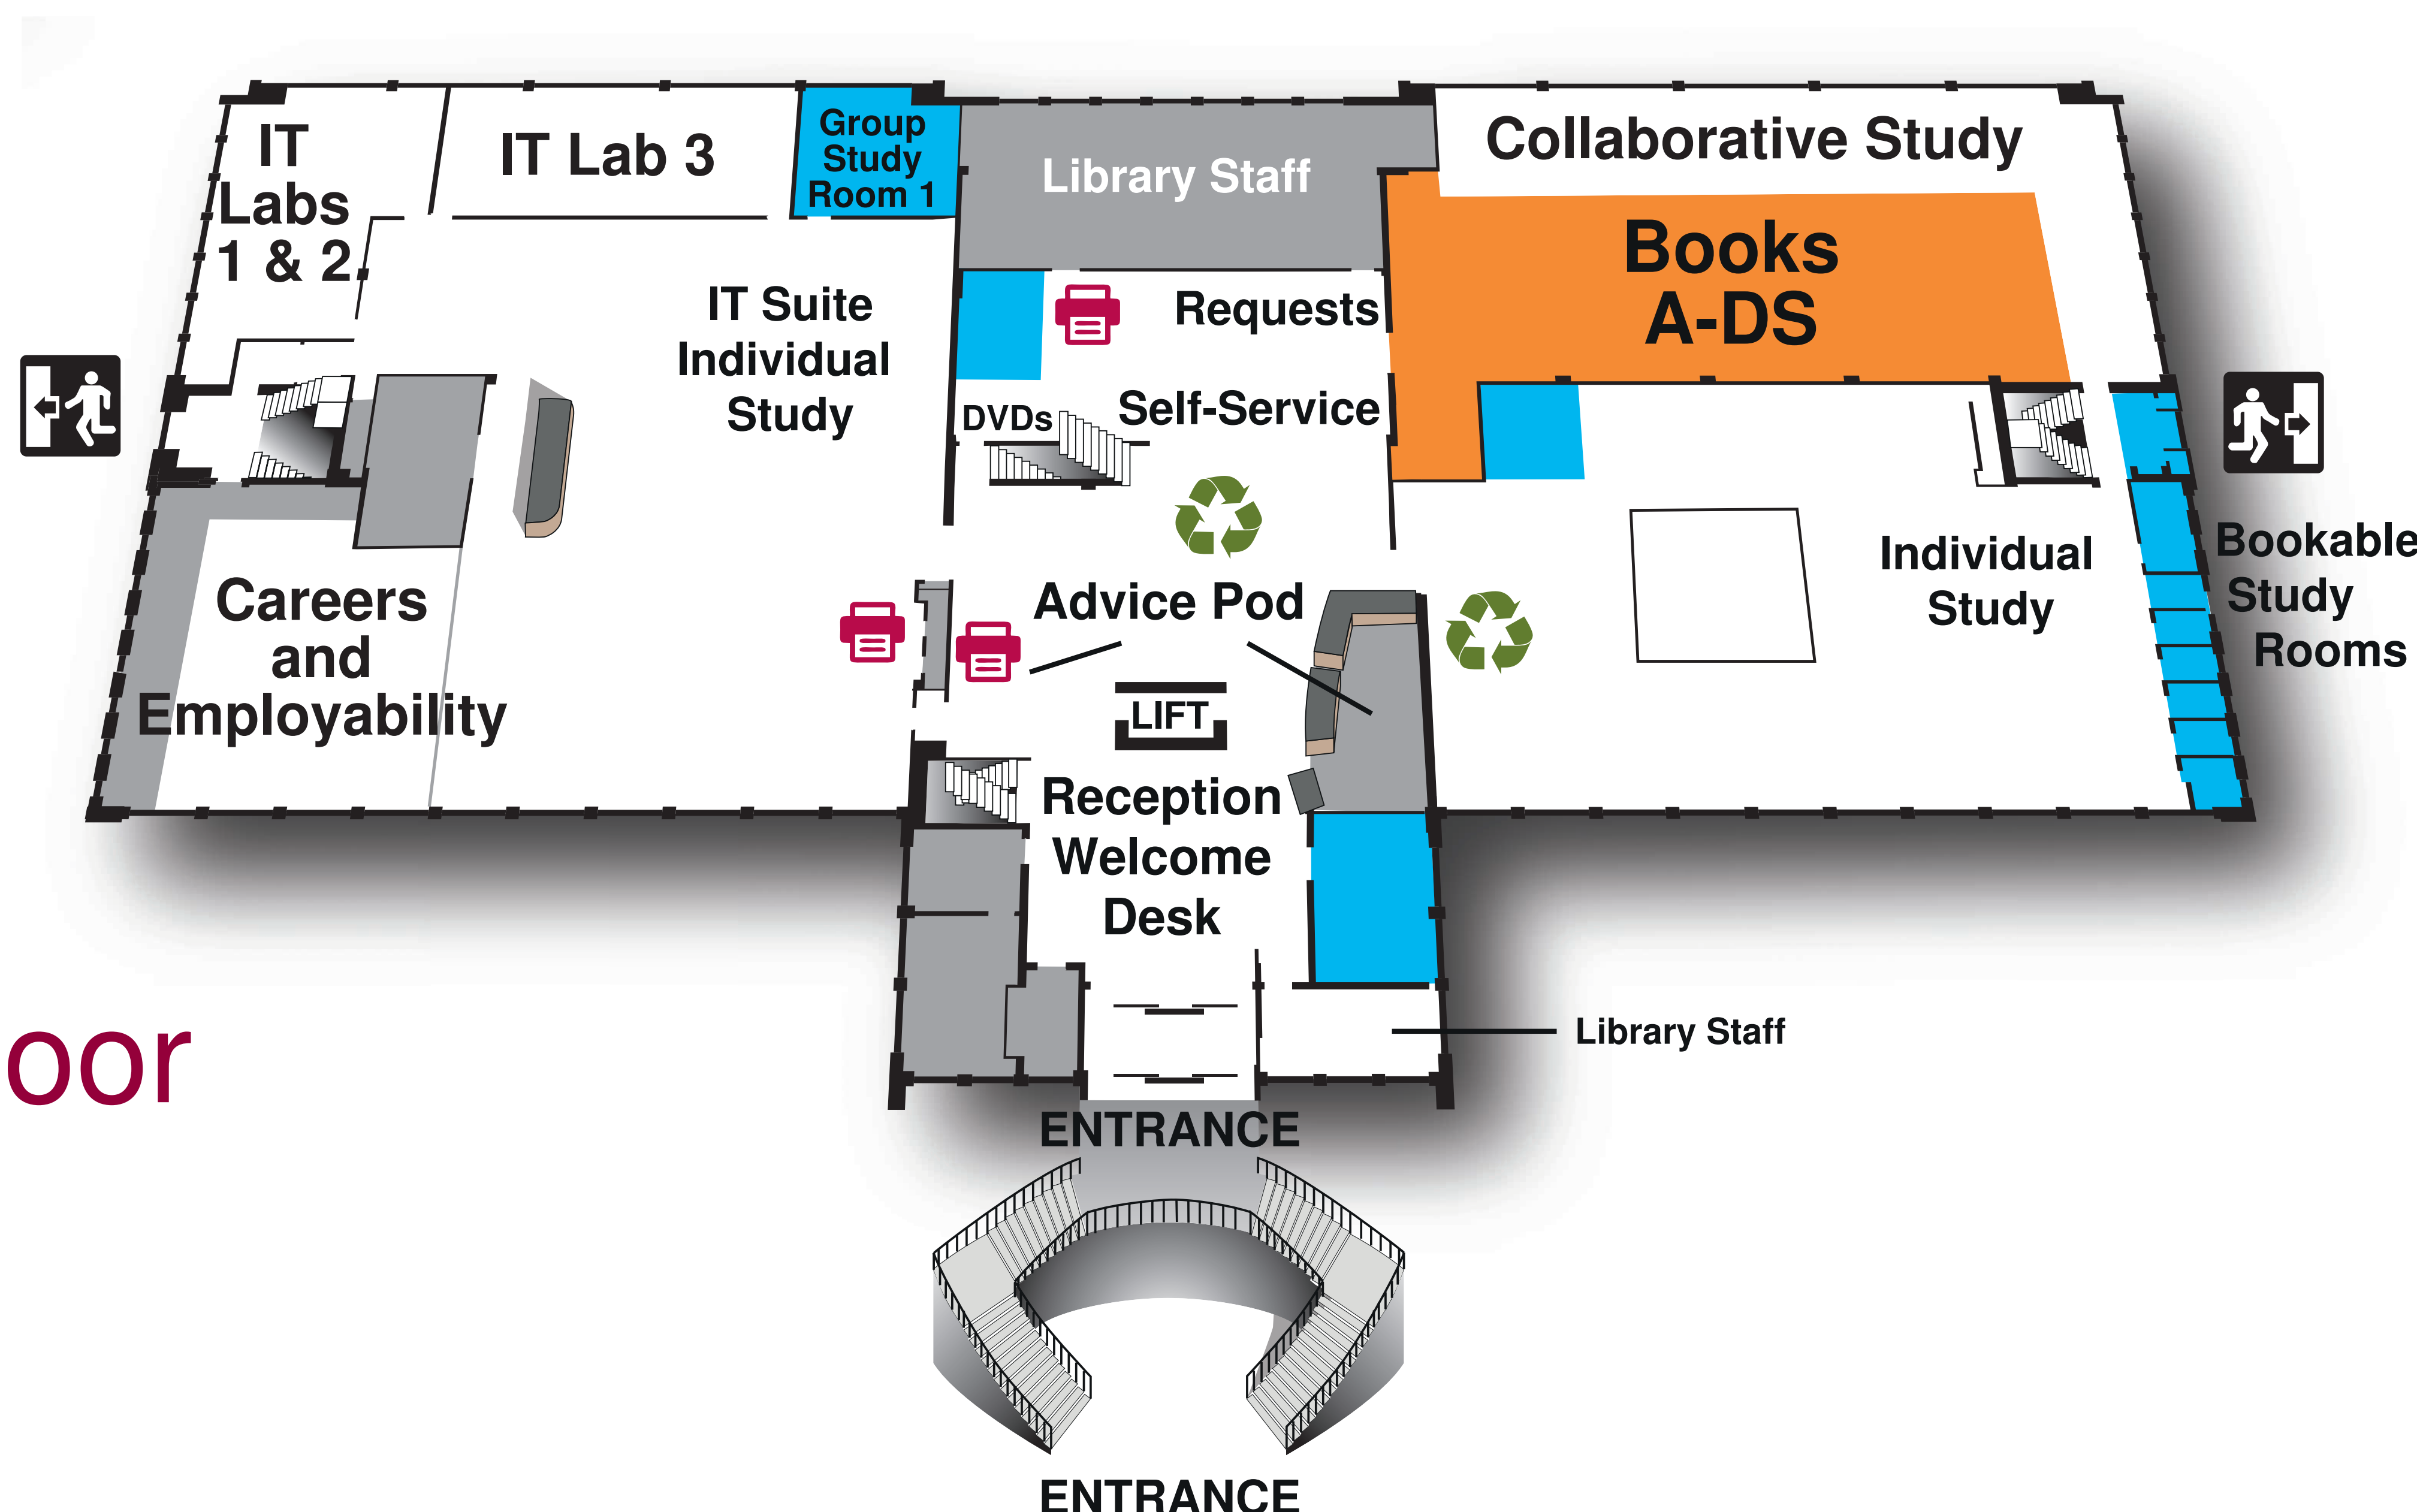 IT
Labs
1 & 2
IT Lab 3
Group
Study
Room 1
Library Staff
Collaborative Study
Books
A-DS
IT Suite
Individual
Study
Requests
Self-Service
DVDs
Careers
and
Employability
Advice Pod
LIFT
Reception
Welcome
Desk
Individual
Study
Bookable
Study
Rooms
Library Staff
oor
ENTRANCE
ENTRANCE